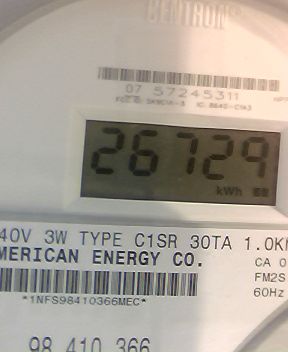 CENTRON
07 57245311
26729
kWh
40V 3W TYPE C1SR 30TA 1.0K
MERICAN ENERGY CO.
CA 0
FM2S
60Hz
*1NFS98410366MEC*
98 410 366